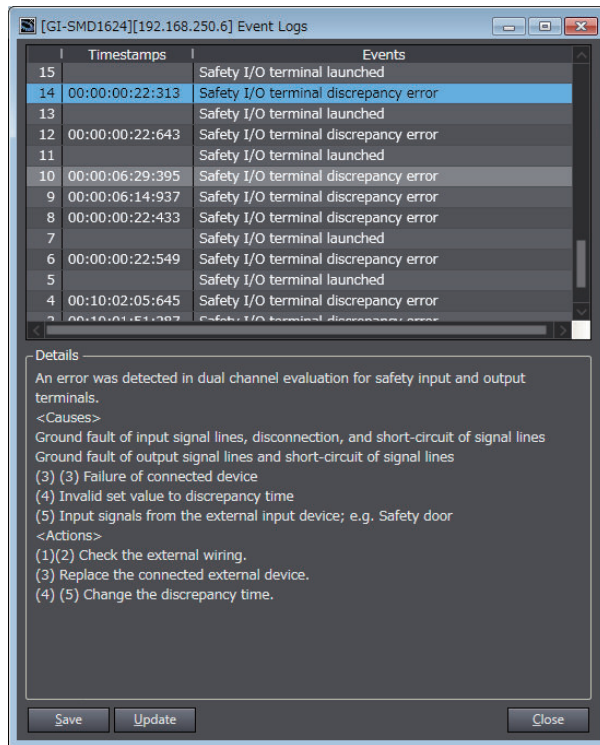 [GI-SMD1624][192.168.250.6] Event Logs
Timestamps Events
15 Safety I/O terminal launched
14 00:00:00:22:313 Safety I/O terminal discrepancy error
13 Safety I/O terminal launched
12 00:00:00:22:643 Safety I/O terminal discrepancy error
11 Safety I/O terminal launched
10 00:00:06:29:395 Safety I/O terminal discrepancy error
9 00:00:06:14:937 Safety I/O terminal discrepancy error
8 00:00:00:22:433 Safety I/O terminal discrepancy error
7 Safety I/O terminal launched
6 00:00:00:22:549 Safety I/O terminal discrepancy error
5 Safety I/O terminal launched
4 00:10:02:05:645 Safety I/O terminal discrepancy error
Safety I/O terminal discrepancy error
Details
An error was detected in dual channel evaluation for safety input and output
terminals.
<Causes>
Ground fault of input signal lines, disconnection, and short-circuit of signal lines
Ground fault of output signal lines and short-circuit of signal lines
(3) (3) Failure of connected device
(4) Invalid set value to discrepancy time
(5) Input signals from the external input device; e.g. Safety door
<Actions>
(1)(2) Check the external wiring.
(3) Replace the connected external device.
(4) (5) Change the discrepancy time.
Save Update Close